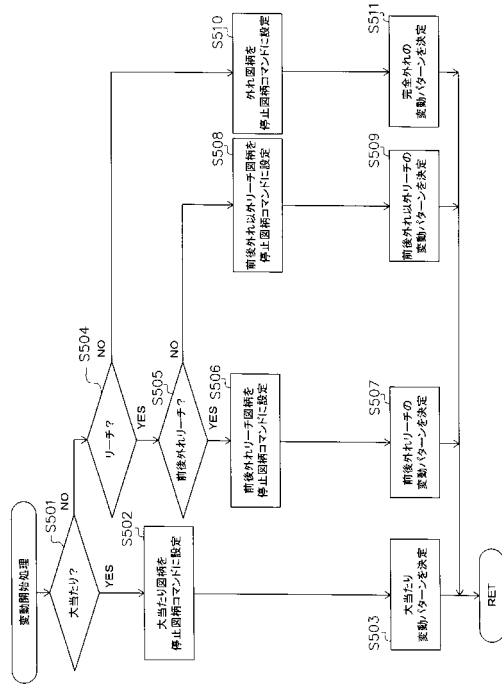 変動開始処理
S501
大当たり?
NO
YES
S502
大当たり図柄を
停止図柄コマンドに設定
S503
大当たり
変動パターンを決定
RET
S504
リーチ?
NO
YES
S505
前後外れリーチ?
NO
YES
S506
前後外れリーチ図柄を
停止図柄コマンドに設定
S507
前後外れリーチの
変動パターンを決定
S508
前後外れ以外リーチ図柄を
停止図柄コマンドに設定
S509
前後外れ以外リーチの
変動パターンを決定
S510
外れ図柄を
停止図柄コマンドに設定
S511
完全外れの
変動パターンを決定